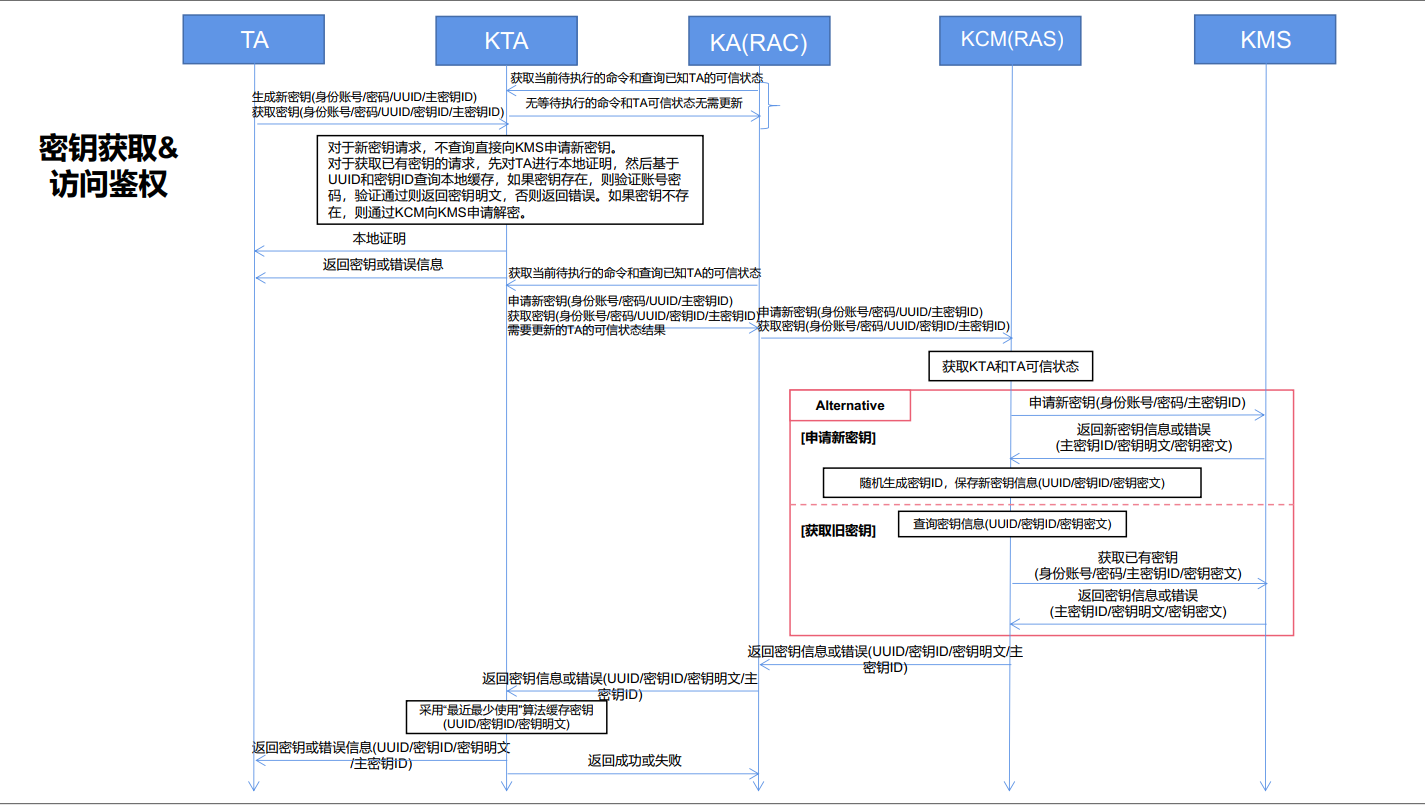 TA
KTA
KA(RAC)
KCM(RAS)
KMS
密钥获取&
访问鉴权
获取当前待执行的命令和查询已知TA的可信状态
生成新密钥(身份账号/密码/UUID/主密钥ID)
获取密钥(身份账号/密码/UUID/密钥ID/主密钥ID)
无等待执行的命令和TA可信状态无需更新
对于新密钥请求，不查询直接向KMS申请新密钥。
对于获取已有密钥的请求，先对TA进行本地证明，然后基于
UUID和密钥ID查询本地缓存，如果密钥存在，则验证账号密
码，验证通过则返回密钥明文，否则返回错误。如果密钥不存
在，则通过KCM向KMS申请解密。
本地证明
返回密钥或错误信息
获取当前待执行的命令和查询已知TA的可信状态
申请新密钥(身份账号/密码/UUID/主密钥ID)
获取密钥(身份账号/密码/UUID/密钥ID/主密钥ID)
需要更新的TA的可信状态结果
申请新密钥(身份账号/密码/UUID/主密钥ID)
获取密钥(身份账号/密码/UUID/密钥ID/主密钥ID)
获取KTA和TA可信状态
Alternative
[申请新密钥]
申请新密钥(身份账号/密码/主密钥ID)
返回新密钥信息或错误
(主密钥ID/密钥明文/密钥密文)
随机生成密钥ID，保存新密钥信息(UUID/密钥ID/密钥密文)
[获取旧密钥]
查询密钥信息(UUID/密钥ID/密钥密文)
获取已有密钥
(身份账号/密码/主密钥ID/密钥密文)
返回密钥信息或错误
(主密钥ID/密钥明文/密钥密文)
返回密钥信息或错误(UUID/密钥ID/密钥明文/主
密钥ID)
返回密钥信息或错误(UUID/密钥ID/密钥明文/主
密钥ID)
采用“最近最少使用”算法缓存密钥
(UUID/密钥ID/密钥明文)
返回密钥或错误信息(UUID/密钥ID/密钥明文
/主密钥ID)
返回成功或失败